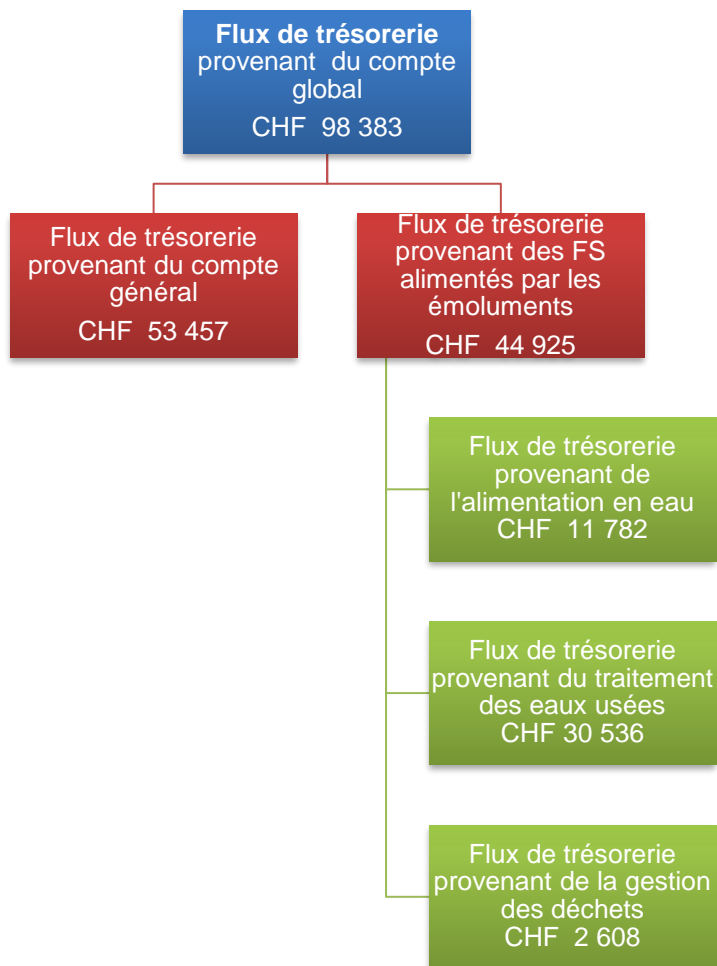 Flux de trésorerie
provenant du compte
global
CHF 98 383
Flux de trésorerie
provenant du compte
général
CHF 53 457
Flux de trésorerie
provenant des FS
alimentés par les
émoluments
CHF 44 925
Flux de trésorerie
provenant de
l'alimentation en eau
CHF 11 782
Flux de trésorerie
provenant du traitement
des eaux usées
CHF 30 536
Flux de trésorerie
provenant de la gestion
des déchets
CHF 2 608